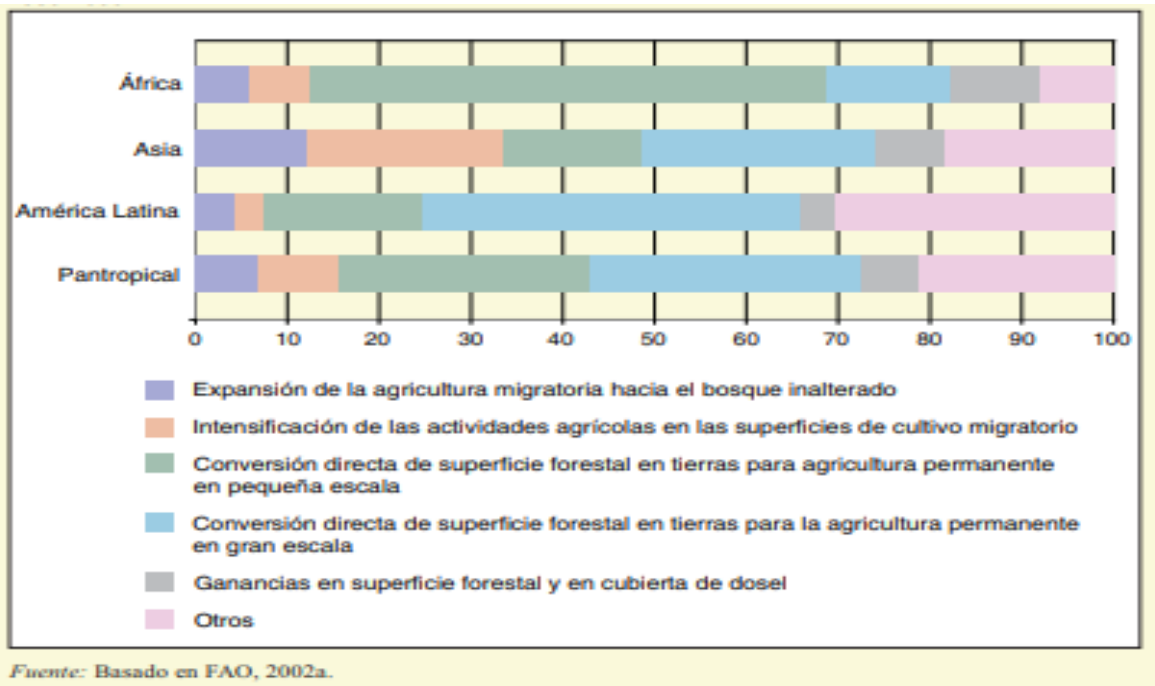 África
Asia
América Latina
Pantropical
0 10 20 30 40 50 60 70 80 90 100
Expansión de la agricultura migratoria hacia el bosque inalterado
Intensificación de las actividades agrícolas en las superficies de cultivo migratorio
Conversión directa de superficie forestal en tierras para agricultura permanente
en pequeña escala
Conversión directa de superficie forestal en tierras para la agricultura permanente
en gran escala
Ganancias en superficie forestal y en cubierta de dosel
Otros
Fuente: Basado en FAO, 2002a.